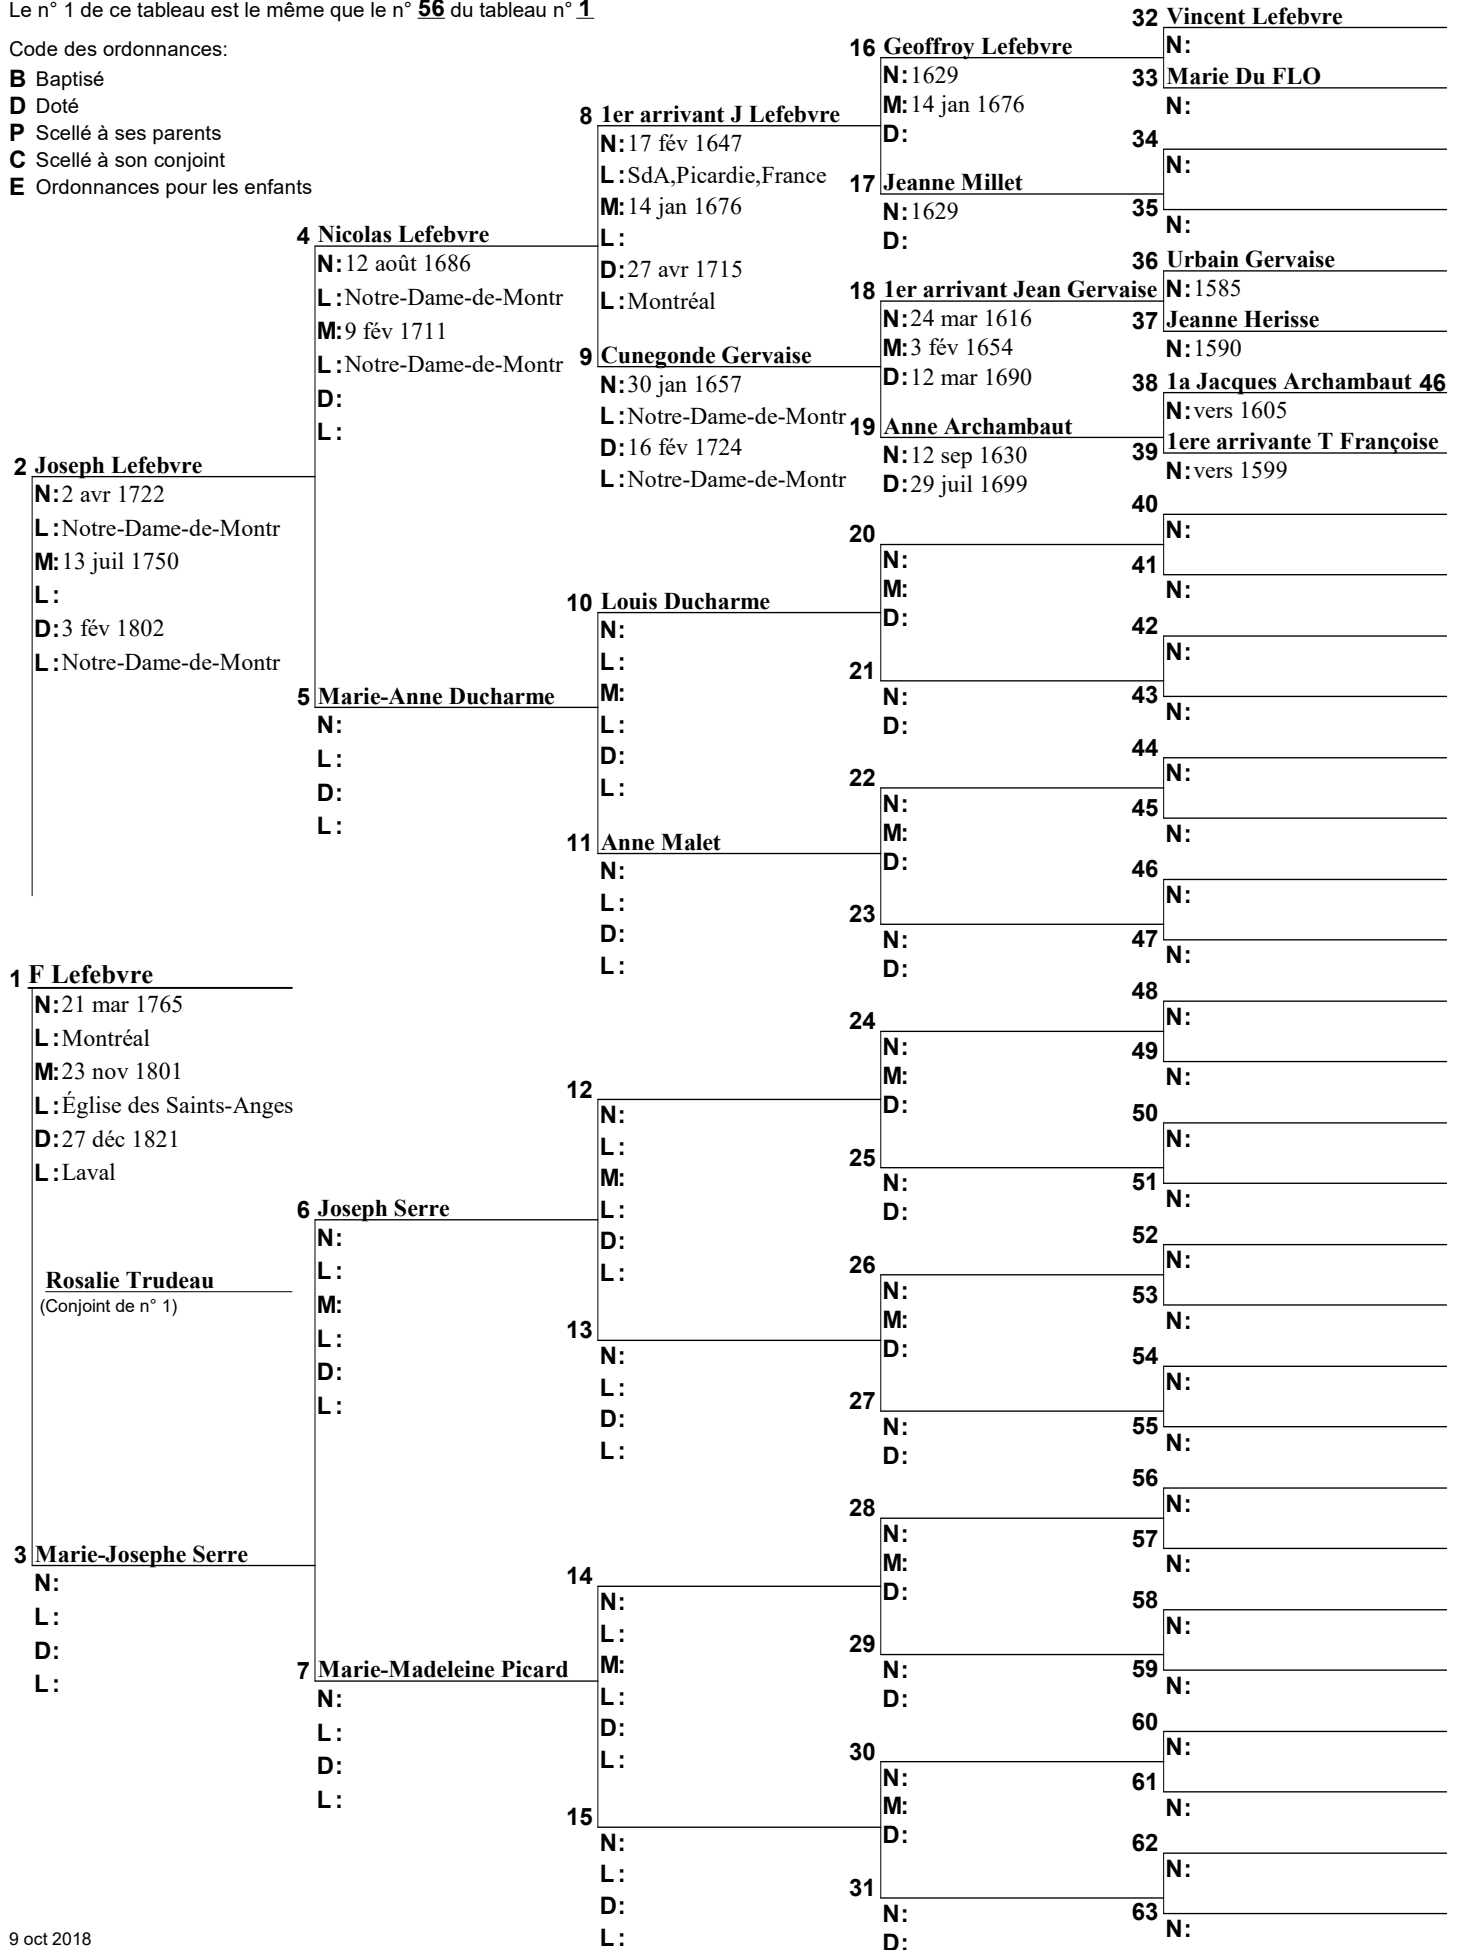 Le n° 1 de ce tableau est le même que le n° 56 du tableau n° 1
Code des ordonnances:
B Baptisé
D Doté
P Scellé à ses parents
C Scellé à son conjoint
E Ordonnances pour les enfants
2 Joseph Lefebvre
N: 2 avr 1722
L: Notre-Dame-de-Montr
M: 13 juil 1750
L:
D: 3 fév 1802
L: Notre-Dame-de-Montr
1 F Lefebvre
N: 21 mar 1765
L: Montréal
M: 23 nov 1801
L: Église des Saints-Anges
D: 27 déc 1821
L: Laval
Rosalie Trudeau
(Conjoint de n° 1)
3 Marie-Josephe Serre
N:
L:
D:
L:
9 oct 2018
4 Nicolas Lefebvre
N: 12 août 1686
L: Notre-Dame-de-Montr
M: 9 fév 1711
L: Notre-Dame-de-Montr
D:
L:
5 Marie-Anne Ducharme
N:
L:
D:
L:
6 Joseph Serre
N:
L:
M:
L:
D:
L:
7 Marie-Madeleine Picard
N:
L:
D:
L:
8 1er arrivant J Lefebvre
N: 17 fév 1647
L: SdA,Picardie,France
M: 14 jan 1676
L:
D: 27 avr 1715
L: Montréal
9 Cunegonde Gervaise
N: 30 jan 1657
L: Notre-Dame-de-Montr
D: 16 fév 1724
L: Notre-Dame-de-Montr
10 Louis Ducharme
N:
L:
M:
L:
D:
L:
11 Anne Malet
N:
L:
D:
L:
12
N:
L:
M:
L:
D:
L:
13
N:
L:
D:
L:
14
N:
L:
M:
L:
D:
L:
15
N:
L:
D:
L:
16 Geoffroy Lefebvre
N: 1629
M: 14 jan 1676
D:
17 Jeanne Millet
N: 1629
D:
18 1er arrivant Jean Gervaise
N: 24 mar 1616
M: 3 fév 1654
D: 12 mar 1690
19 Anne Archambaut
N: 12 sep 1630
D: 29 juil 1699
20
N:
M:
D:
21
N:
D:
22
N:
M:
D:
23
N:
D:
24
N:
M:
D:
25
N:
D:
26
N:
M:
D:
27
N:
D:
28
N:
M:
D:
29
N:
D:
30
N:
M:
D:
31
N:
D:
32 Vincent Lefebvre
N:
33 Marie Du FLO
N:
34
N:
35
N:
36 Urbain Gervaise
N: 1585
37 Jeanne Herisse
N: 1590
38 1a Jacques Archambaut 46
N: vers 1605
39 1ere arrivante T Françoise
N: vers 1599
40
N:
41
N:
42
N:
43
N:
44
N:
45
N:
46
N:
47
N:
48
N:
49
N:
50
N:
51
N:
52
N:
53
N:
54
N:
55
N:
56
N:
57
N:
58
N:
59
N:
60
N:
61
N:
62
N:
63
N: